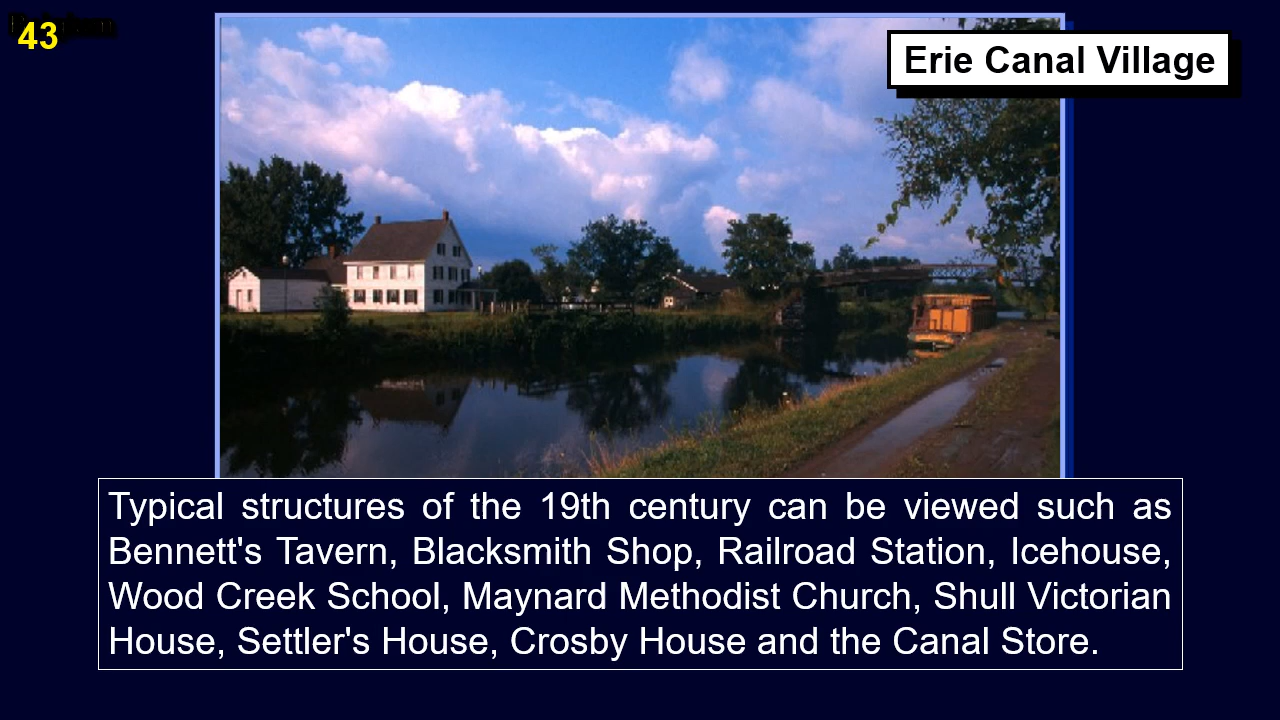 43
Erie Canal Village
Typical structures of the 19th century can be viewed such as
Bennett's Tavern, Blacksmith Shop, Railroad Station, Icehouse,
Wood Creek School, Maynard Methodist Church, Shull Victorian
House, Settler's House, Crosby House and the Canal Store.